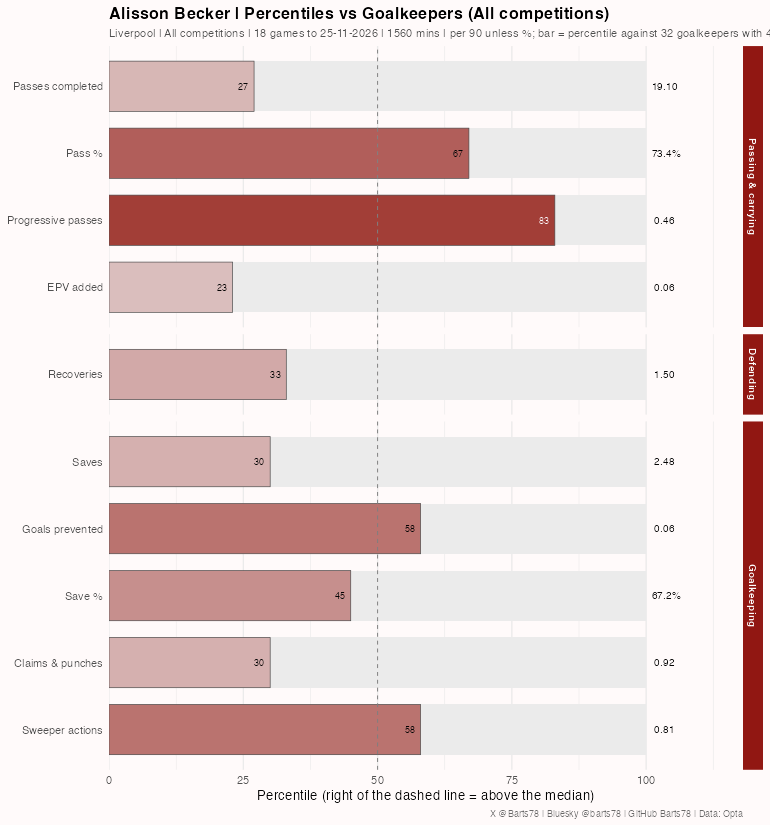 Alisson Becker | Percentiles vs Goalkeepers (All competitions)
Liverpool | All competitions | 18 games to 25-11-2026 | 1560 mins | per 90 unless %; bar = percentile against 32 goalkeepers with 4
Passes completed 27 19.10
Pass % 67 73.4%
Progressive passes 83 0.46
EPV added 23 0.06
Passing & carrying
Recoveries 33 1.50
Defending
Saves 30 2.48
Goals prevented 58 0.06
Save % 45 67.2%
Claims & punches 30 0.92
Sweeper actions 58 0.81
Goalkeeping
0 25 50 75 100
Percentile (right of the dashed line = above the median)
X @Barts78 | Bluesky @barts78 | GitHub Barts78 | Data: Opta